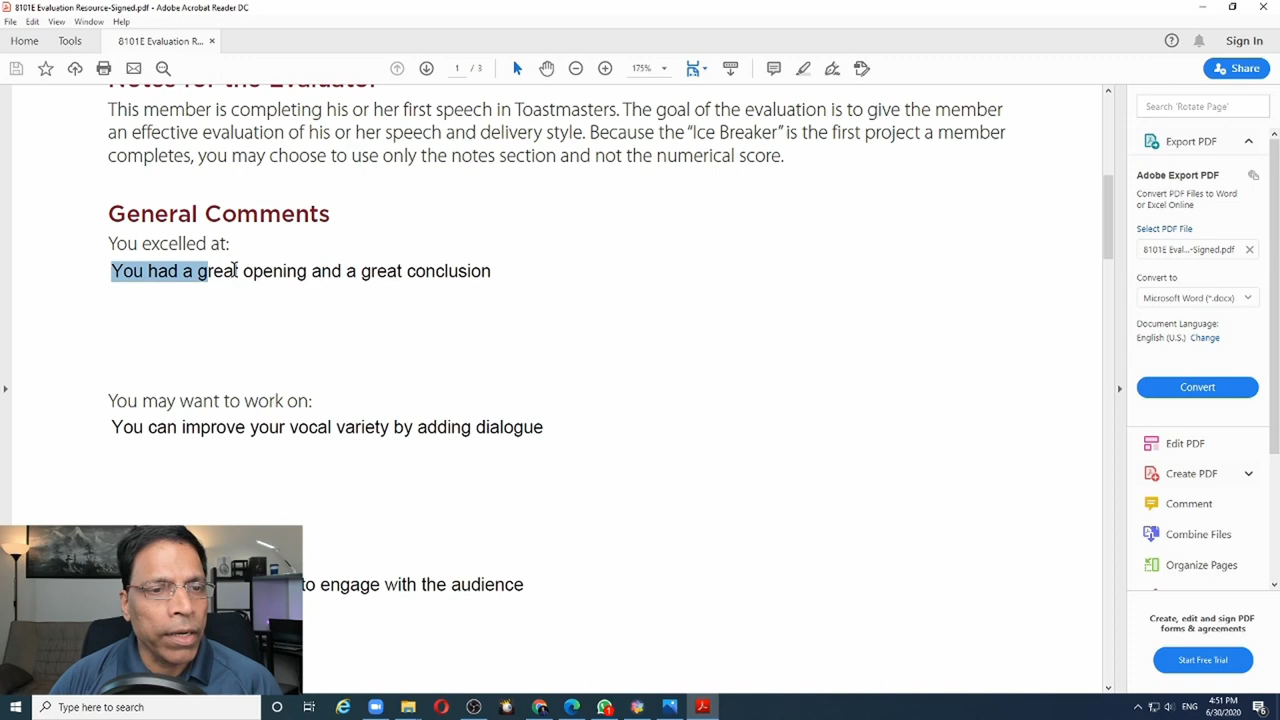 8101E Evaluation Resource-Signed.pdf - Adobe Acrobat Reader DC
File Edit View Window Help
Home Tools 8101E Evaluation R... × Sign In
1 / 3 175% Share
Notes for the Evaluator
This member is completing his or her first speech in Toastmasters. The goal of the evaluation is to give the member
an effective evaluation of his or her speech and delivery style. Because the “Ice Breaker” is the first project a member
completes, you may choose to use only the notes section and not the numerical score.
General Comments
You excelled at:
You had a great opening and a great conclusion
You may want to work on:
You can improve your vocal variety by adding dialogue
to engage with the audience
Search 'Rotate Page'
Export PDF
Adobe Export PDF
Convert PDF Files to Word
or Excel Online
Select PDF File
8101E Eval...-Signed.pdf
Convert to
Microsoft Word (*.docx)
Document Language:
English (U.S.) Change
Convert
Edit PDF
Create PDF
Comment
Combine Files
Organize Pages
Create, edit and sign PDF
forms & agreements
Start Free Trial
Type here to search
ENG
4:51 PM
6/30/2020